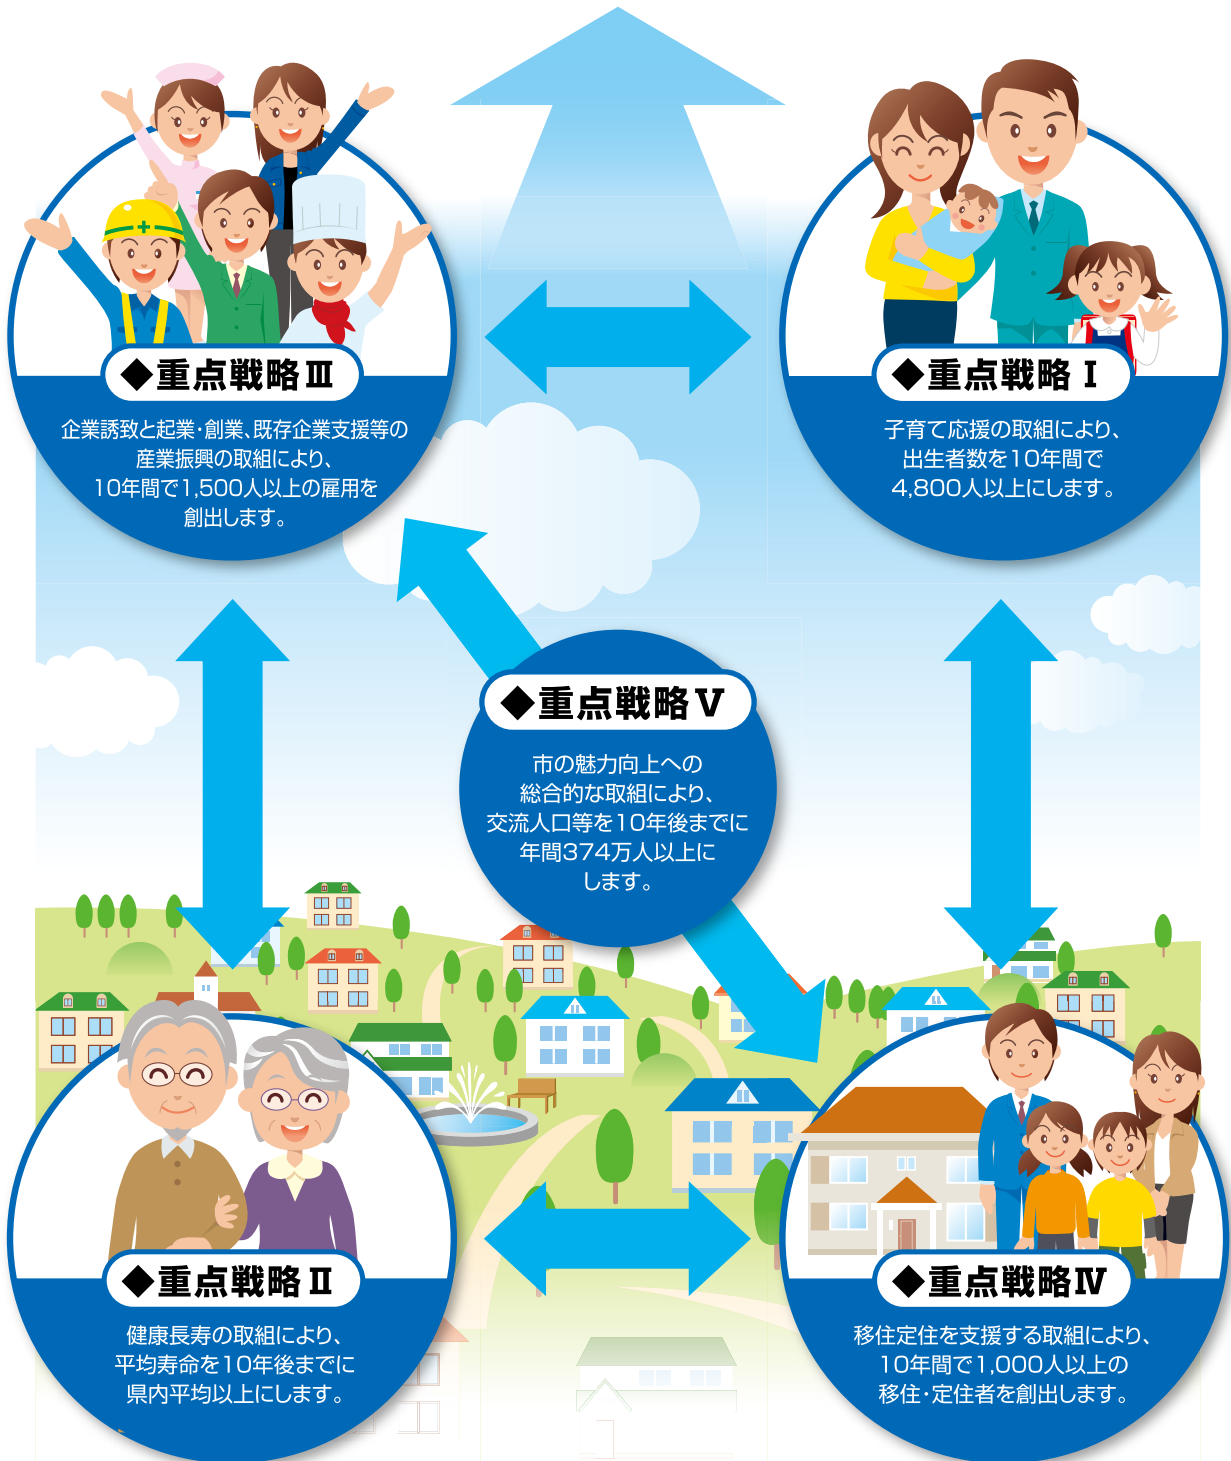 ◆重点戦略Ⅲ
企業誘致と起業・創業、既存企業支援等の
産業振興の取組により、
10年間で1,500人以上の雇用を
創出します。
◆重点戦略Ⅰ
子育て応援の取組により、
出生者数を10年間で
4,800人以上にします。
◆重点戦略Ⅴ
市の魅力向上への
総合的な取組により、
交流人口等を10年後までに
年間374万人以上に
します。
◆重点戦略Ⅱ
健康長寿の取組により、
平均寿命を10年後までに
県内平均以上にします。
◆重点戦略Ⅳ
移住定住を支援する取組により、
10年間で1,000人以上の
移住・定住者を創出します。